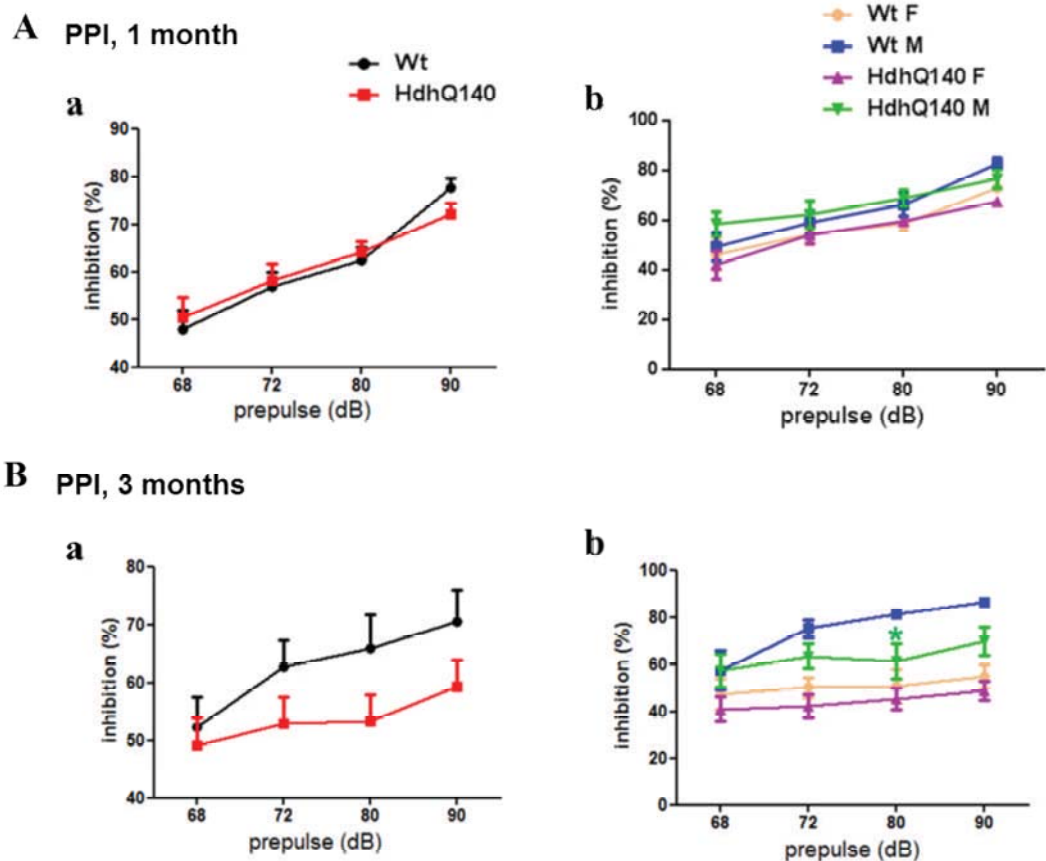 A PPI, 1 month
a
Wt
HdhQ140
90
80
70
60
50
40
inhibition (%)
68 72 80 90
prepulse (dB)
b
Wt F
Wt M
HdhQ140 F
HdhQ140 M
100
80
60
40
20
0
inhibition (%)
68 72 80 90
prepulse (dB)
B PPI, 3 months
a
80
70
60
50
40
inhibition (%)
68 72 80 90
prepulse (dB)
b
100
80
60
40
20
0
inhibition (%)
*
68 72 80 90
prepulse (dB)